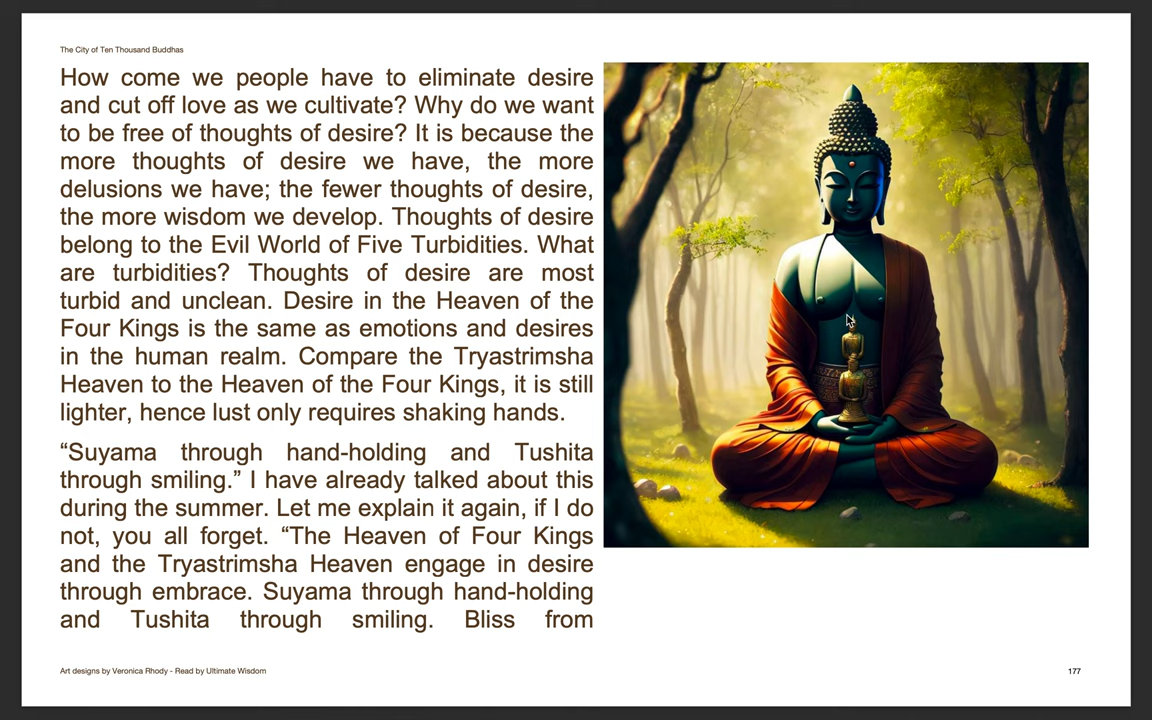 The City of Ten Thousand Buddhas
How come we people have to eliminate desire
and cut off love as we cultivate? Why do we want
to be free of thoughts of desire? It is because the
more thoughts of desire we have, the more
delusions we have; the fewer thoughts of desire,
the more wisdom we develop. Thoughts of desire
belong to the Evil World of Five Turbidities. What
are turbidities? Thoughts of desire are most
turbid and unclean. Desire in the Heaven of the
Four Kings is the same as emotions and desires
in the human realm. Compare the Tryastrimsha
Heaven to the Heaven of the Four Kings, it is still
lighter, hence lust only requires shaking hands.
“Suyama through hand-holding and Tushita
through smiling.” I have already talked about this
during the summer. Let me explain it again, if I do
not, you all forget. “The Heaven of Four Kings
and the Tryastrimsha Heaven engage in desire
through embrace. Suyama through hand-holding
and Tushita through smiling. Bliss from
Art designs by Veronica Rhody - Read by Ultimate Wisdom
177